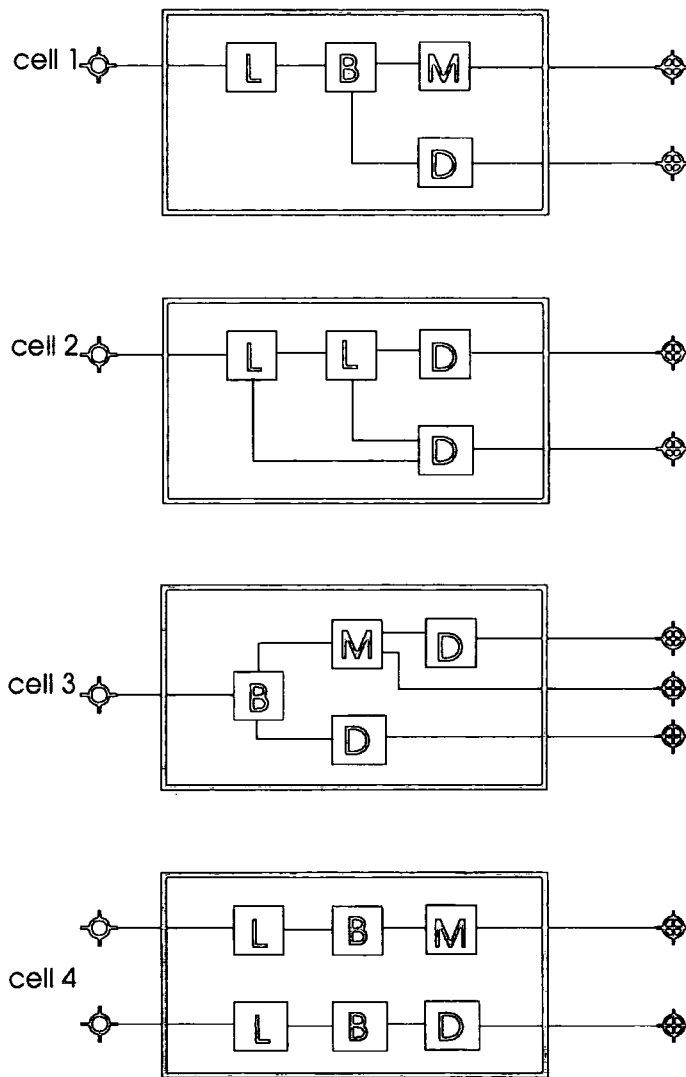 cell 1
L B M
D
cell 2
L L D
D
M D
cell 3
B
D
L B M
cell 4
L B D